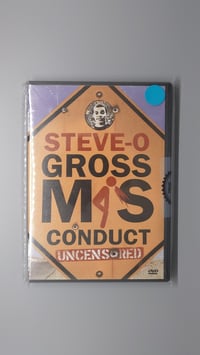 STEVE-O
GROSS
MIS
CONDUCT
UNCENSORED
DVD